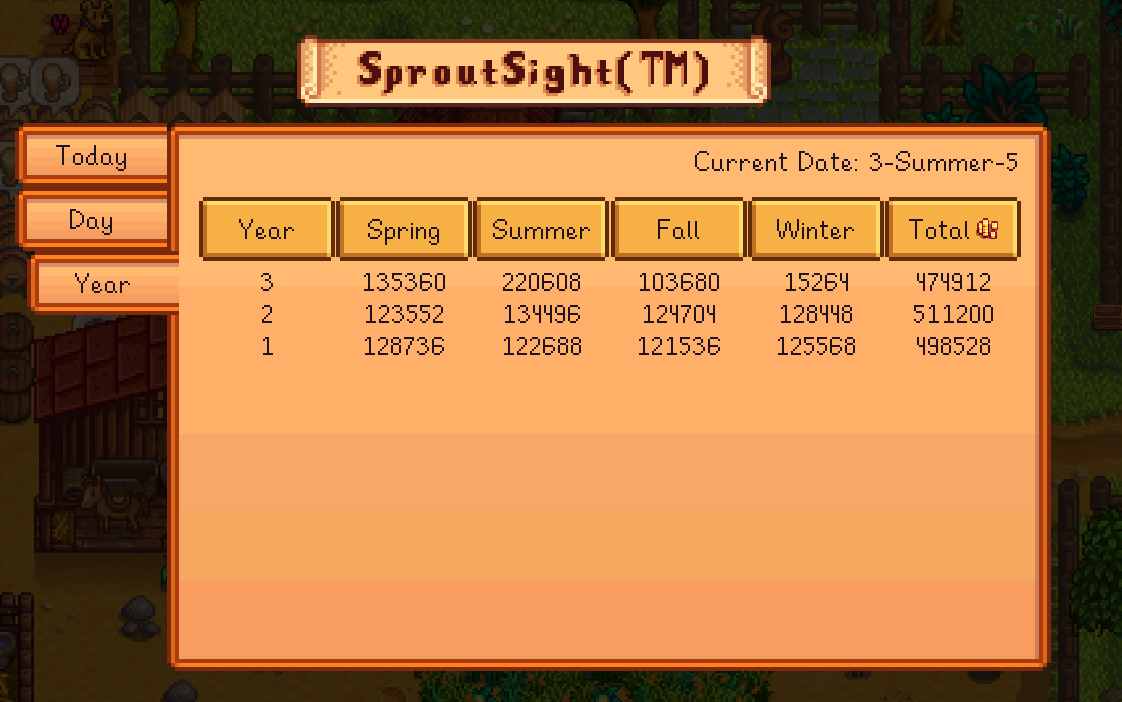 SproutSight(TM)
Today
Day
Year
Current Date: 3-Summer-5
Year Spring Summer Fall Winter Total
3 135360 220608 103680 15264 474912
2 123552 134496 124704 128448 511200
1 128736 122688 121536 125568 498528